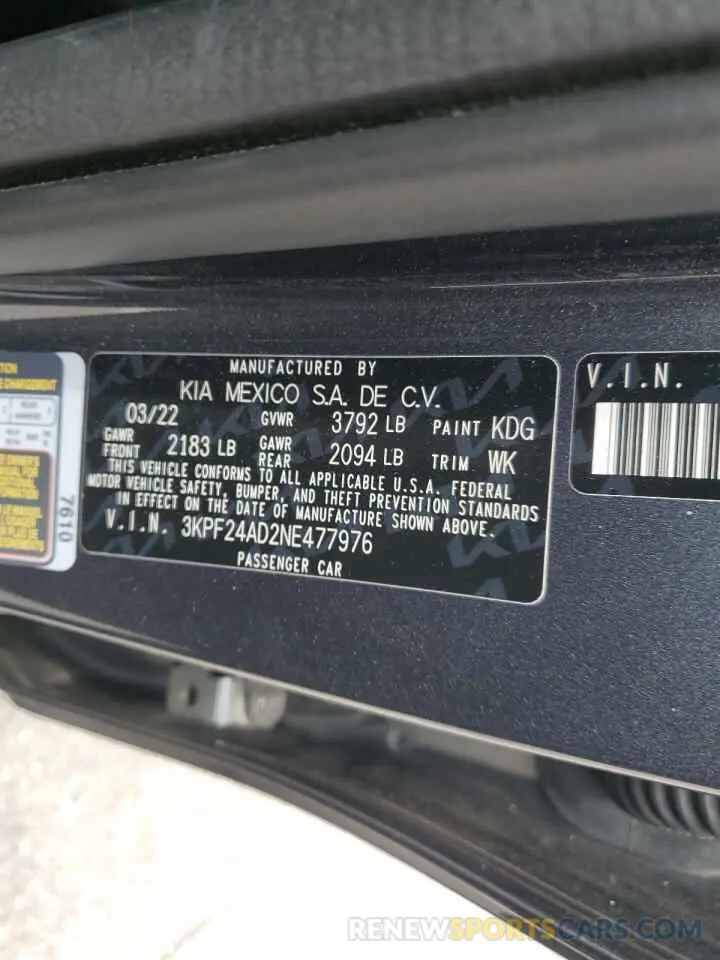 MANUFACTURED BY
KIA MEXICO S.A. DE C.V.
03/22 GVWR 3792 LB PAINT KDG
GAWR FRONT 2183 LB GAWR REAR 2094 LB TRIM WK
THIS VEHICLE CONFORMS TO ALL APPLICABLE U.S.A. FEDERAL
MOTOR VEHICLE SAFETY, BUMPER, AND THEFT PREVENTION STANDARDS
IN EFFECT ON THE DATE OF MANUFACTURE SHOWN ABOVE.
V.I.N. 3KPF24AD2NE477976
PASSENGER CAR
V.I.N.
7610
RENEWSPORTSCARS.COM